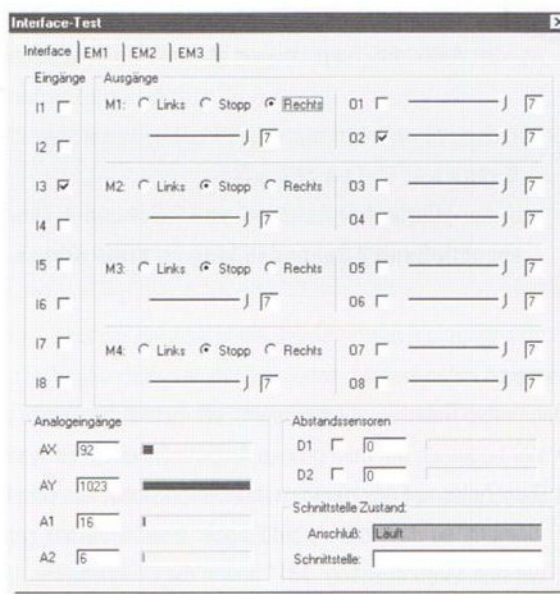 Interface-Test
Interface EM1 EM2 EM3
Eingänge Ausgänge
I1 M1: Links Stopp Rechts O1 7
I2 7 O2 7
I3 M2: Links Stopp Rechts O3 7
I4 7 O4 7
I5 M3: Links Stopp Rechts O5 7
I6 7 O6 7
I7 M4: Links Stopp Rechts O7 7
I8 7 O8 7
Analogeingänge Abstandssensoren
AX 92 D1 0
AY 1023 D2 0
A1 16 Schnittstelle Zustand:
Anschluß: Läuft
A2 6 Schnittstelle: